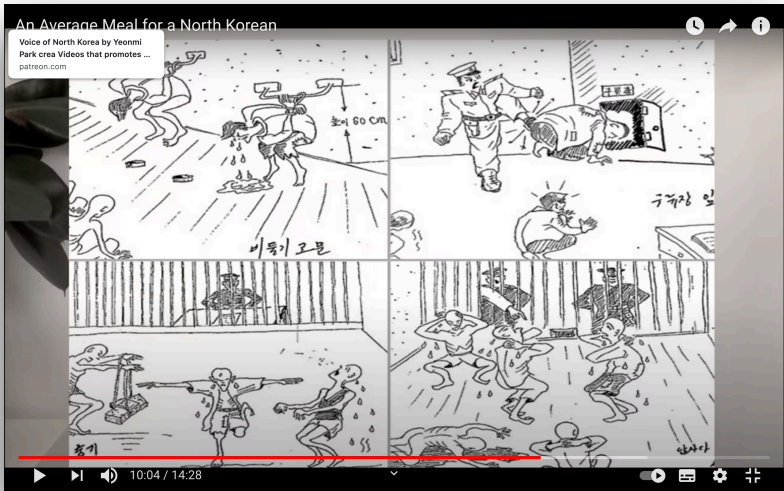 An Average Meal for a North Korean
Voice of North Korea by Yeonmi
Park crea Videos that promotes ...
patreon.com
높이 60 cm
비둘기 고문
구류장
10:04 / 14:28